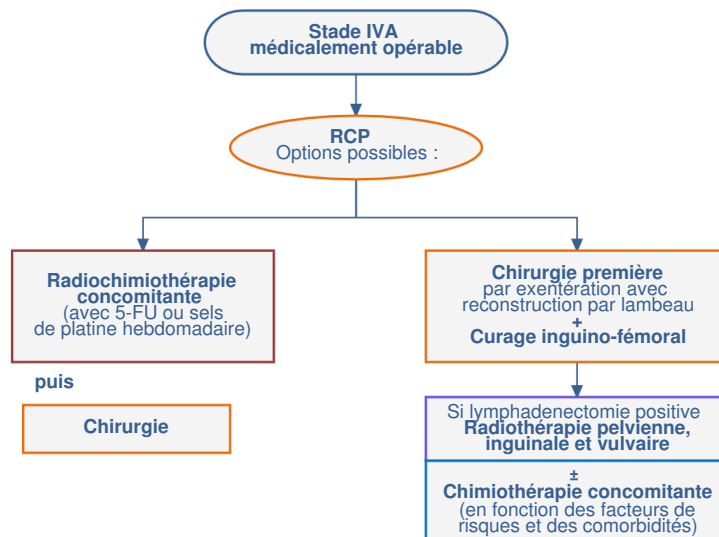 Stade IVA
médicalement opérable
RCP
Options possibles :
Radiochimiothérapie
concomitante
(avec 5-FU ou sels
de platine hebdomadaire)
puis
Chirurgie
Chirurgie première
par exentération avec
reconstruction par lambeau
+
Curage inguino-fémoral
Si lymphadenectomie positive
Radiothérapie pelvienne,
inguinale et vulvaire
±
Chimiothérapie concomitante
(en fonction des facteurs de
risques et des comorbidités)